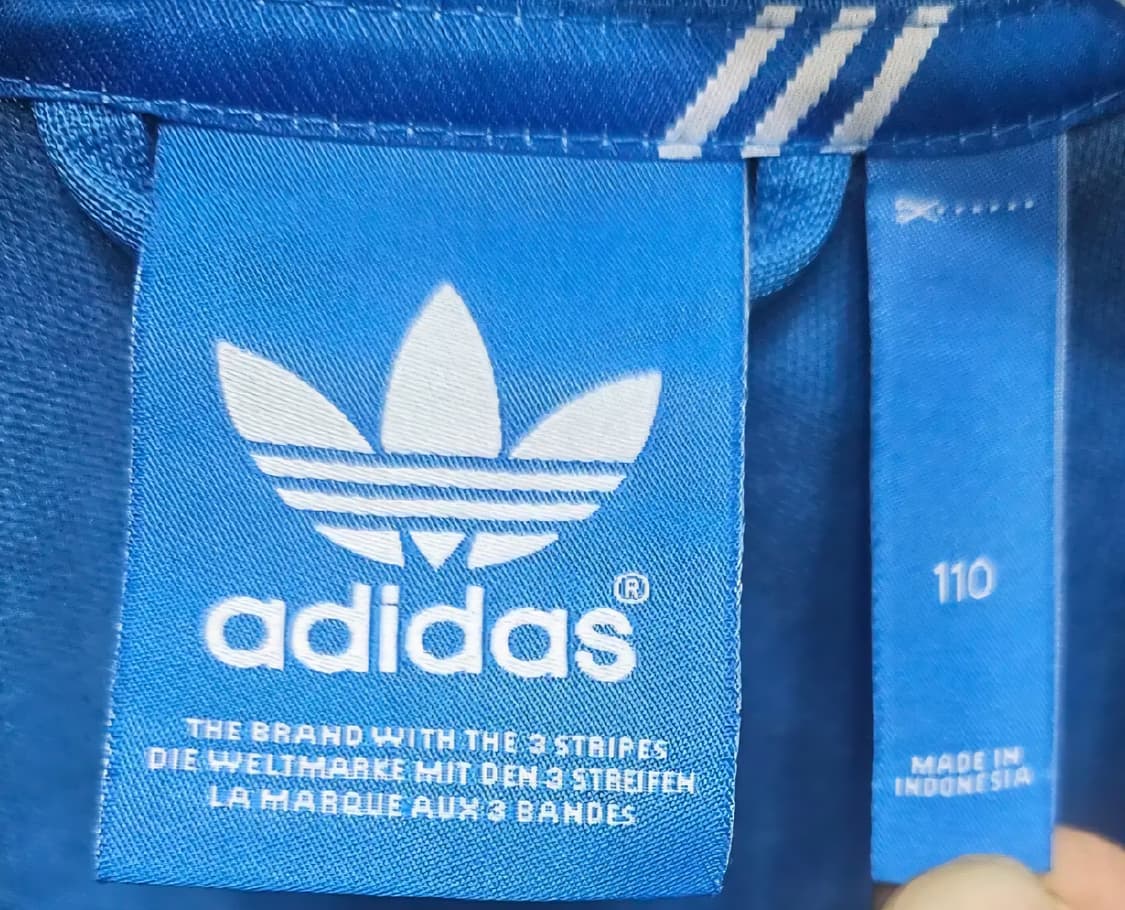 adidas®
THE BRAND WITH THE 3 STRIPES
DIE WELTMARKE MIT DEN 3 STREIFEN
LA MARQUE AUX 3 BANDES
110
MADE IN
INDONESIA